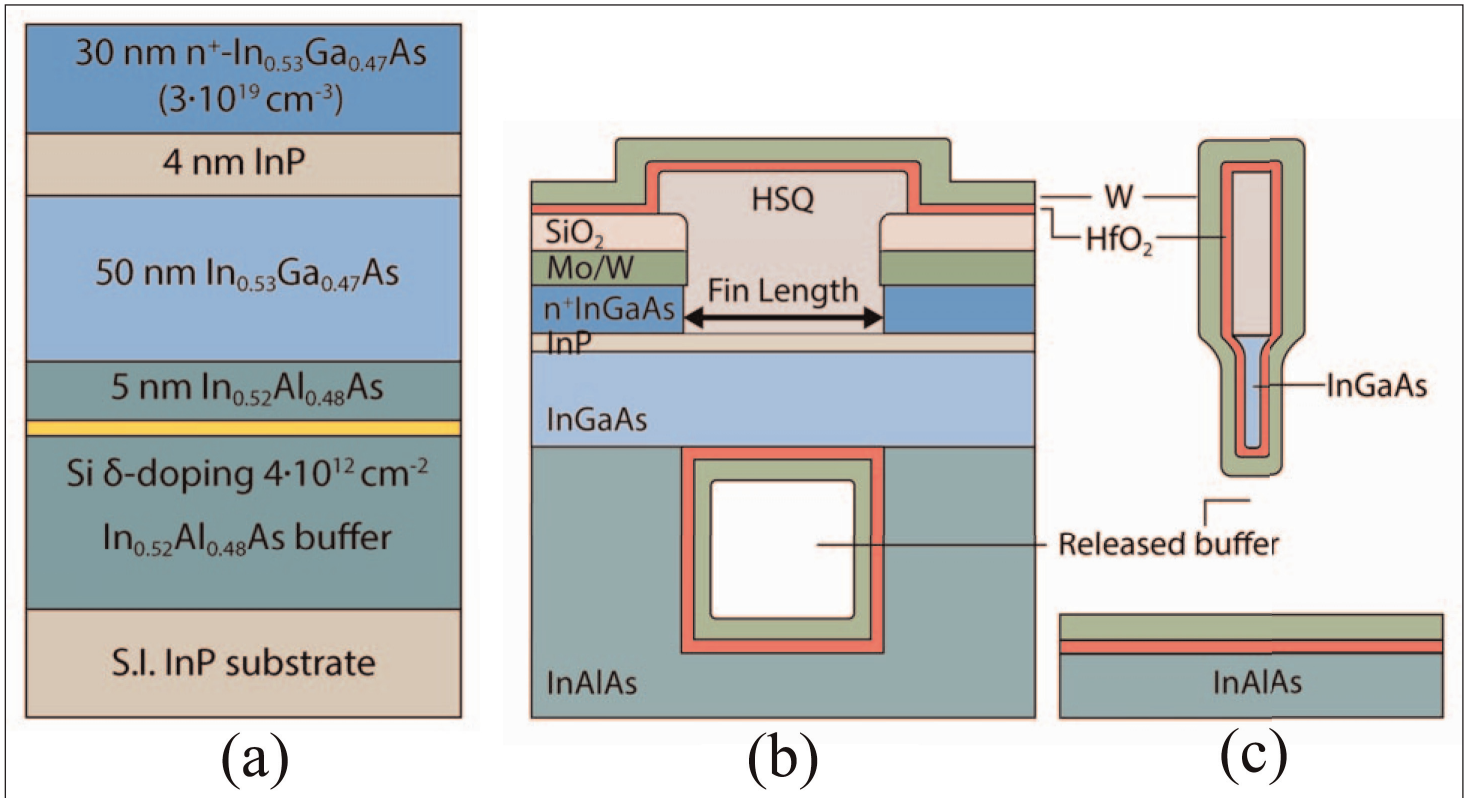 30 nm n⁺-In₀.₅₃Ga₀.₄₇As
(3·10¹⁹ cm⁻³)
4 nm InP
50 nm In₀.₅₃Ga₀.₄₇As
5 nm In₀.₅₂Al₀.₄₈As
Si δ-doping 4·10¹² cm⁻²
In₀.₅₂Al₀.₄₈As buffer
S.I. InP substrate
(a)
HSQ
SiO₂
Mo/W
Fin Length
n⁺InGaAs
InP
InGaAs
InAlAs
(b)
W
HfO₂
InGaAs
Released buffer
InAlAs
(c)